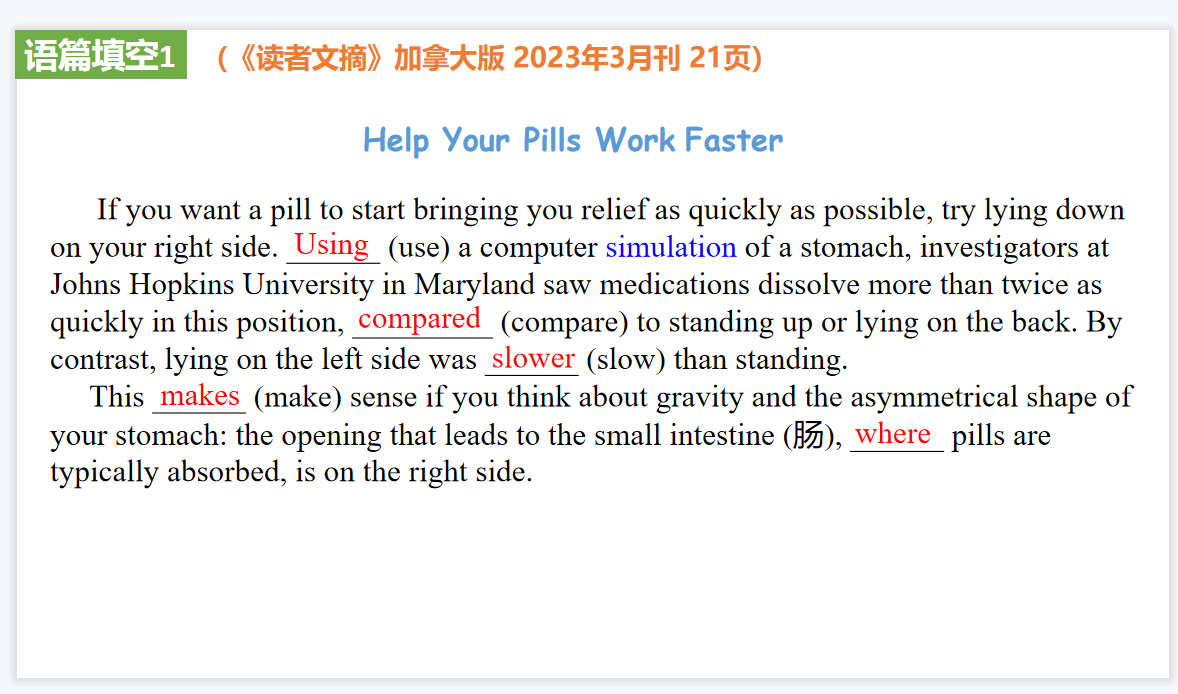 语篇填空1 (《读者文摘》加拿大版 2023年3月刊 21页)
Help Your Pills Work Faster
If you want a pill to start bringing you relief as quickly as possible, try lying down
on your right side. Using (use) a computer simulation of a stomach, investigators at
Johns Hopkins University in Maryland saw medications dissolve more than twice as
quickly in this position, compared (compare) to standing up or lying on the back. By
contrast, lying on the left side was slower (slow) than standing.
This makes (make) sense if you think about gravity and the asymmetrical shape of
your stomach: the opening that leads to the small intestine (肠), where pills are
typically absorbed, is on the right side.